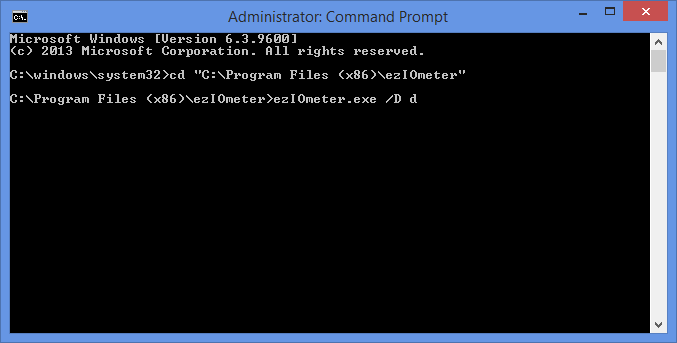 Administrator: Command Prompt
Microsoft Windows [Version 6.3.9600]
(c) 2013 Microsoft Corporation. All rights reserved.
C:\windows\system32>cd "C:\Program Files (x86)\ezIOmeter"
C:\Program Files (x86)\ezIOmeter>ezIOmeter.exe /D d